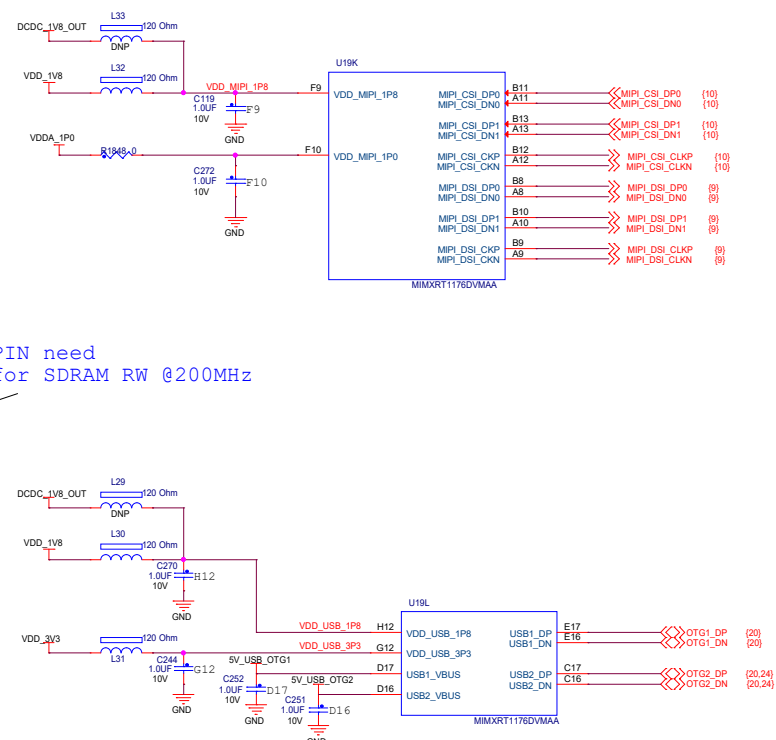 L33
DCDC_1V8_OUT
120 Ohm
DNP
L32
VDD_1V8
120 Ohm
VDD_MIPI_1P8
C119
1.0UF
10V
F9
GND
VDDA_1P0
R1848 0
C272
1.0UF
10V
F10
GND
U19K
F9
VDD_MIPI_1P8
F10
VDD_MIPI_1P0
MIPI_CSI_DP0 B11 MIPI_CSI_DP0 {10}
MIPI_CSI_DN0 A11 MIPI_CSI_DN0 {10}
MIPI_CSI_DP1 B13 MIPI_CSI_DP1 {10}
MIPI_CSI_DN1 A13 MIPI_CSI_DN1 {10}
MIPI_CSI_CKP B12 MIPI_CSI_CLKP {10}
MIPI_CSI_CKN A12 MIPI_CSI_CLKN {10}
MIPI_DSI_DP0 B8 MIPI_DSI_DP0 {9}
MIPI_DSI_DN0 A8 MIPI_DSI_DN0 {9}
MIPI_DSI_DP1 B10 MIPI_DSI_DP1 {9}
MIPI_DSI_DN1 A10 MIPI_DSI_DN1 {9}
MIPI_DSI_CKP B9 MIPI_DSI_CLKP {9}
MIPI_DSI_CKN A9 MIPI_DSI_CLKN {9}
MIMXRT1176DVMAA
PIN need
for SDRAM RW @200MHz
L29
DCDC_1V8_OUT
120 Ohm
DNP
L30
VDD_1V8
120 Ohm
C270
1.0UF
10V
H12
GND
VDD_3V3
120 Ohm
L31
C244
1.0UF
10V
G12
GND
VDD_USB_1P8
VDD_USB_3P3
5V_USB_OTG1
C252
1.0UF
10V
D17
GND
5V_USB_OTG2
C251
1.0UF
10V
D16
GND
U19L
H12 VDD_USB_1P8
G12 VDD_USB_3P3
D17 USB1_VBUS
D16 USB2_VBUS
USB1_DP E17 OTG1_DP {20}
USB1_DN E16 OTG1_DN {20}
USB2_DP C17 OTG2_DP {20,24}
USB2_DN C16 OTG2_DN {20,24}
MIMXRT1176DVMAA